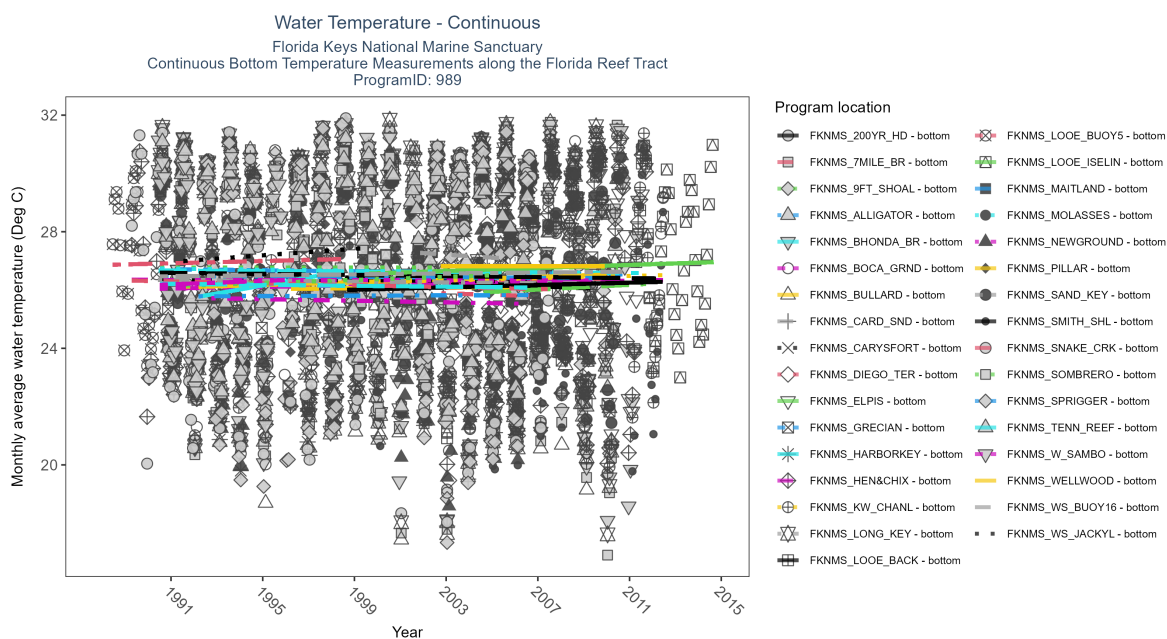 Water Temperature - Continuous
Florida Keys National Marine Sanctuary
Continuous Bottom Temperature Measurements along the Florida Reef Tract
ProgramID: 989
Monthly average water temperature (Deg C)
32
28
24
20
1991
1995
1999
2003
2007
2011
2015
Year
Program location
FKNMS_200YR_HD - bottom
FKNMS_7MILE_BR - bottom
FKNMS_9FT_SHOAL - bottom
FKNMS_ALLIGATOR - bottom
FKNMS_BHONDA_BR - bottom
FKNMS_BOCA_GRND - bottom
FKNMS_BULLARD - bottom
FKNMS_CARD_SND - bottom
FKNMS_CARYSFORT - bottom
FKNMS_DIEGO_TER - bottom
FKNMS_ELPIS - bottom
FKNMS_GRECIAN - bottom
FKNMS_HARBORKEY - bottom
FKNMS_HEN&CHIX - bottom
FKNMS_KW_CHANL - bottom
FKNMS_LONG_KEY - bottom
FKNMS_LOOE_BACK - bottom
FKNMS_LOOE_BUOY5 - bottom
FKNMS_LOOE_ISELIN - bottom
FKNMS_MAITLAND - bottom
FKNMS_MOLASSES - bottom
FKNMS_NEWGROUND - bottom
FKNMS_PILLAR - bottom
FKNMS_SAND_KEY - bottom
FKNMS_SMITH_SHL - bottom
FKNMS_SNAKE_CRK - bottom
FKNMS_SOMBRERO - bottom
FKNMS_SPRIGGER - bottom
FKNMS_TENN_REEF - bottom
FKNMS_W_SAMBO - bottom
FKNMS_WELLWOOD - bottom
FKNMS_WS_BUOY16 - bottom
FKNMS_WS_JACKYL - bottom